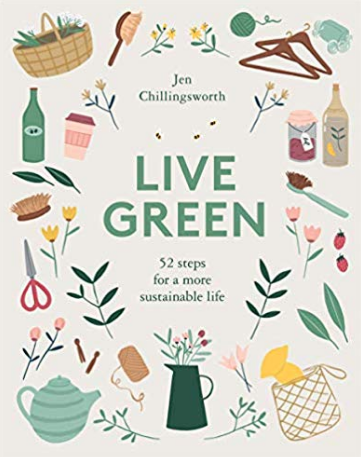 Jen
Chillingsworth
LIVE
GREEN
52 steps
for a more
sustainable life